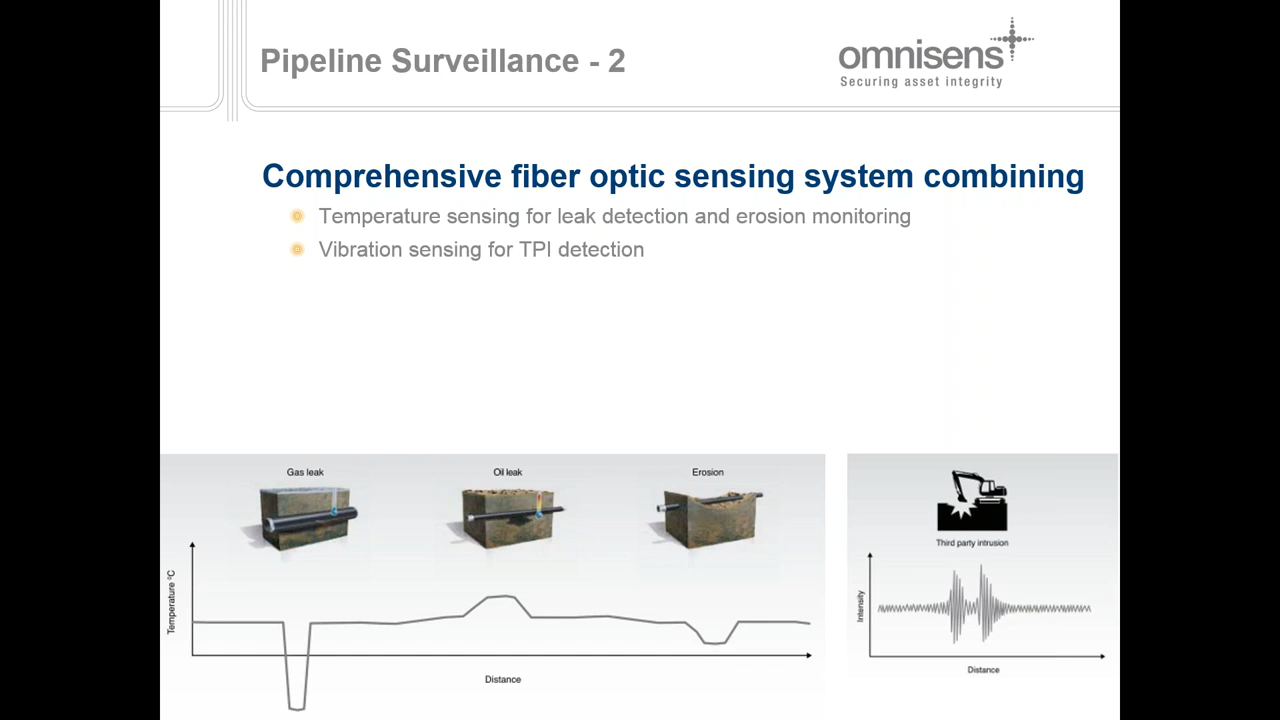 Pipeline Surveillance - 2
omnisens
Securing asset integrity
Comprehensive fiber optic sensing system combining
Temperature sensing for leak detection and erosion monitoring
Vibration sensing for TPI detection
Gas leak
Oil leak
Erosion
Temperature °C
Distance
Third party intrusion
Intensity
Distance